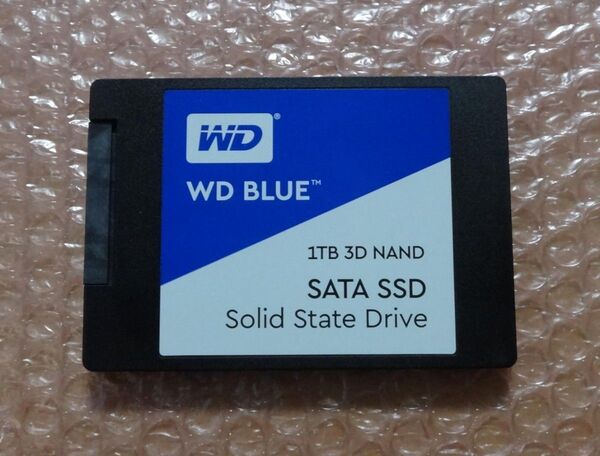 WD®
WD BLUE™
1TB 3D NAND
SATA SSD
Solid State Drive